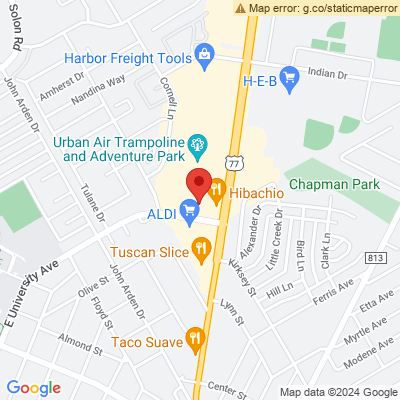 Map error: g.co/staticmaperror
Solon Rd
Harbor Freight Tools
Indian Dr
H-E-B
Amherst Dr
Nandina Way
John Arden Dr
Cornell Ln
Urban Air Trampoline
and Adventure Park
77
Chapman Park
Hibachio
Tulane Dr
ALDI
Alexander Dr
Little Creek Dr
Bird Ln
Clark Ln
Tuscan Slice
813
E University Ave
Olive St
John Arden Dr
Kirksey St
Hill Ln
Ferris Ave
Floyd St
Lynn St
Etta Ave
Almond St
Taco Suave
Myrtle Ave
Modene Ave
Center St
Google
Map data ©2024 Google